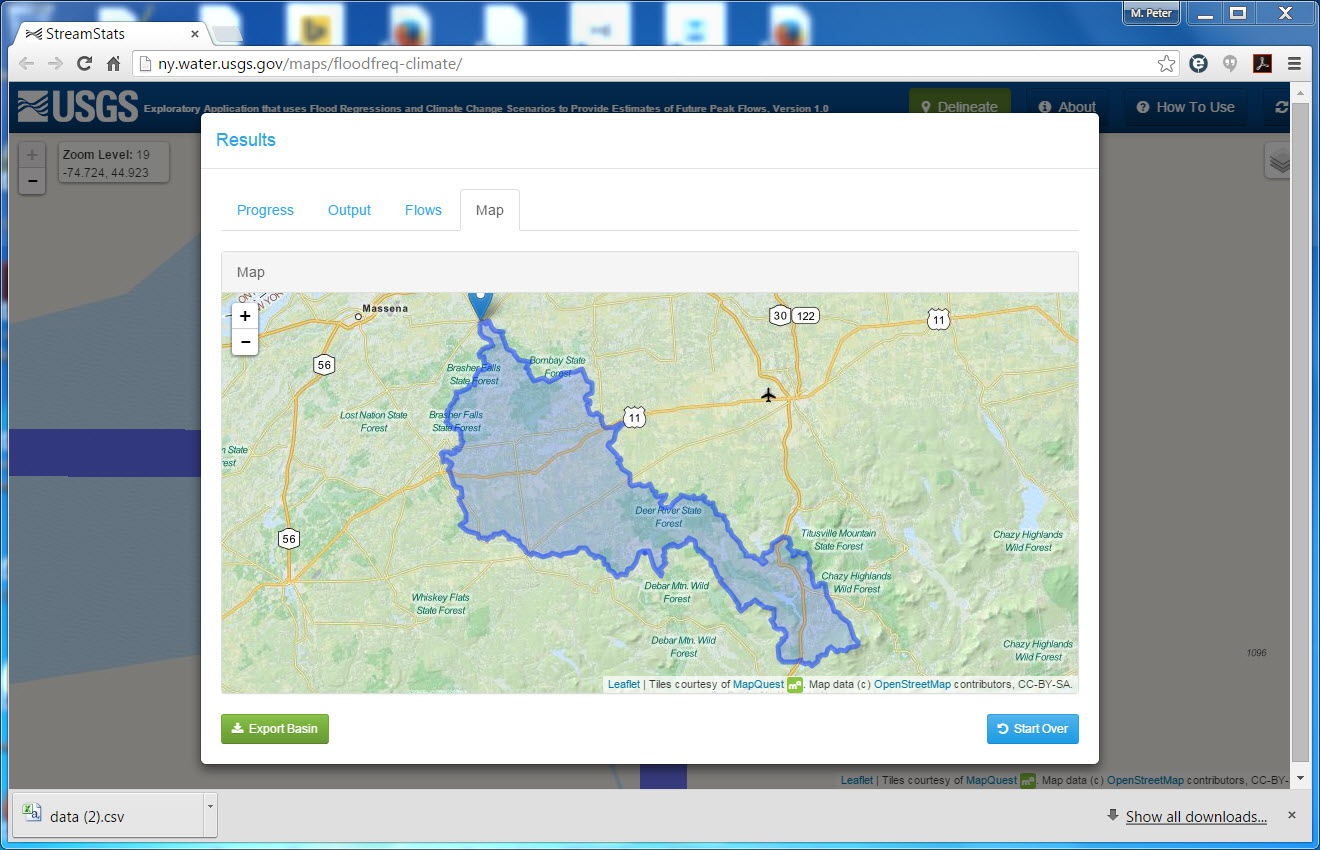 M. Peter
StreamStats
ny.water.usgs.gov/maps/floodfreq-climate/
USGS
Exploratory Application that uses Flood Regressions and Climate Change Scenarios to Provide Estimates of Future Peak Flows, Version 1.0
Delineate
About
How To Use
+
-
Zoom Level: 19
-74.724, 44.923
Results
Progress
Output
Flows
Map
Map
+
-
Massena
30
122
11
56
Brasher Falls
State Forest
Bombay State
Forest
Lost Nation State
Forest
Brasher Falls
State Forest
11
n State
rest
Deer River State
Forest
56
Titusville Mountain
State Forest
Chazy Highlands
Wild Forest
Chazy Highlands
Wild Forest
Debar Mtn. Wild
Forest
Whiskey Flats
State Forest
Debar Mtn. Wild
Forest
Chazy Highlands
Wild Forest
Leaflet | Tiles courtesy of MapQuest m. Map data (c) OpenStreetMap contributors, CC-BY-SA.
1096
Export Basin
Start Over
Leaflet | Tiles courtesy of MapQuest m. Map data (c) OpenStreetMap contributors, CC-BY-
data (2).csv
Show all downloads...